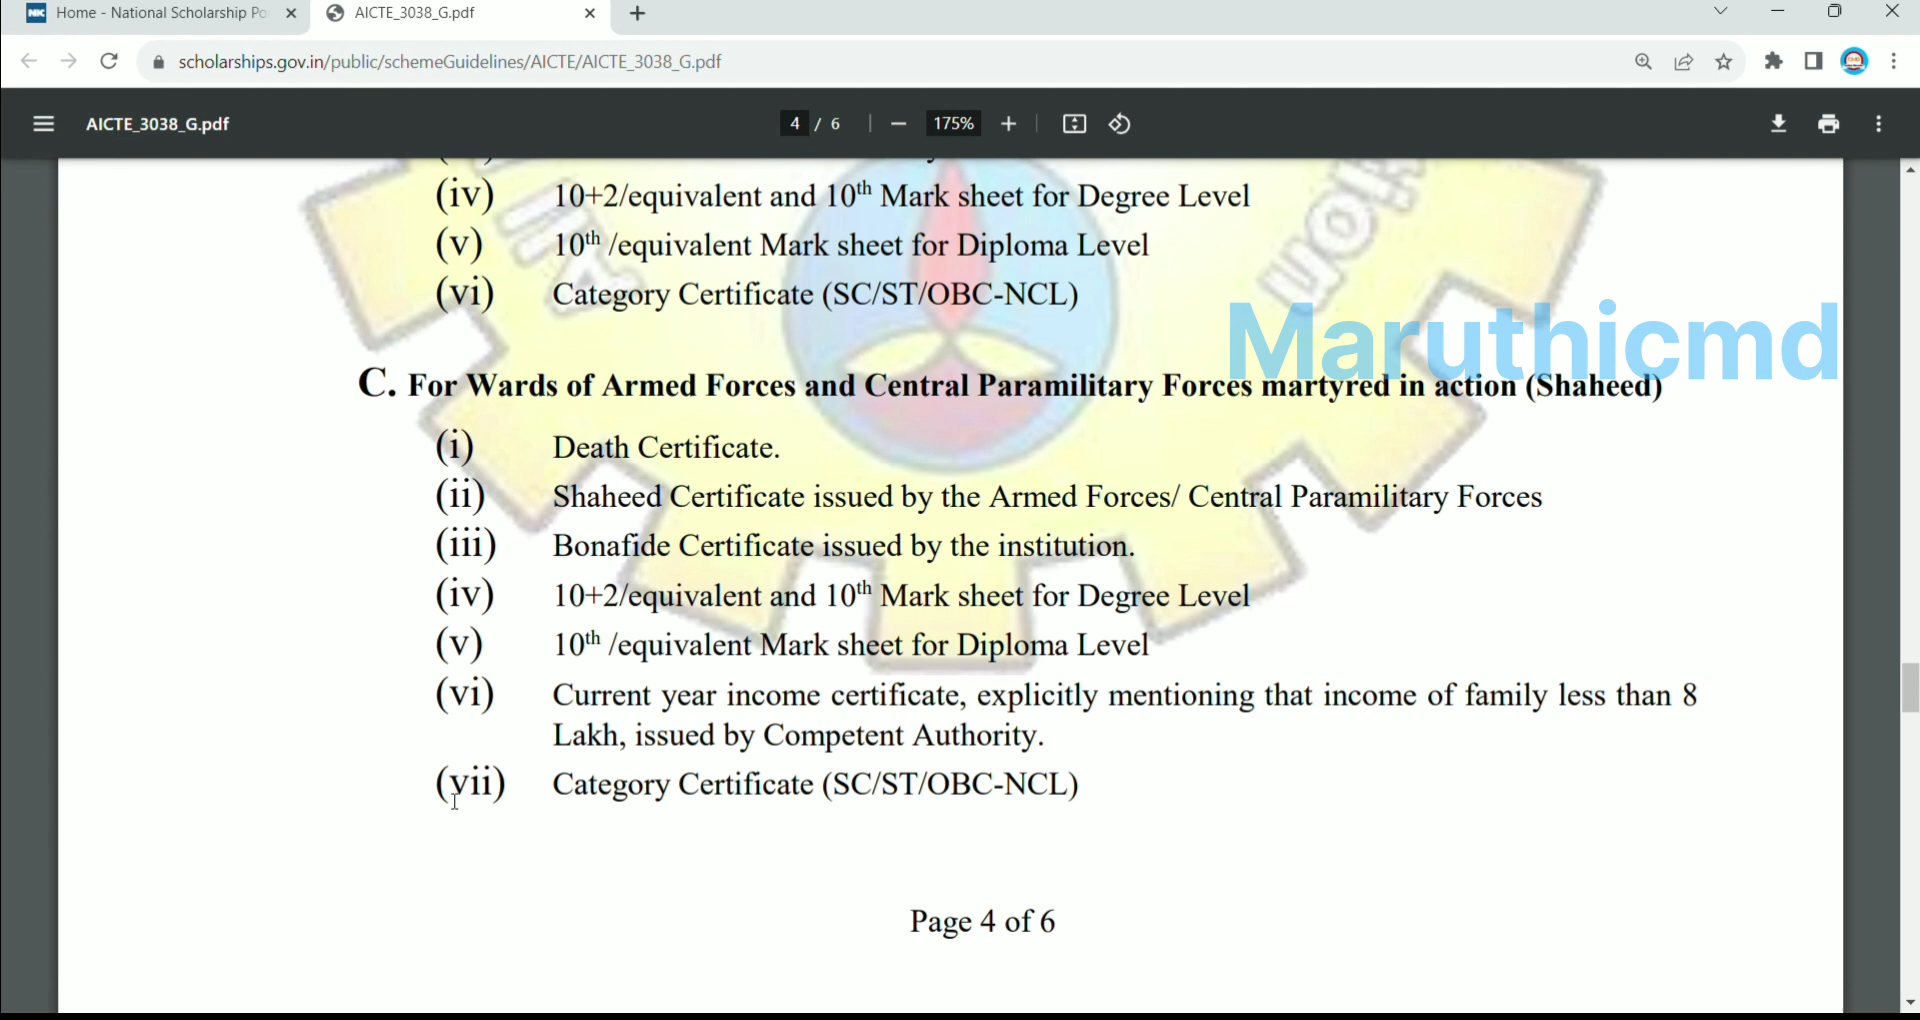 Home - National Scholarship Po
AICTE_3038_G.pdf
scholarships.gov.in/public/schemeGuidelines/AICTE/AICTE_3038_G.pdf
AICTE_3038_G.pdf
4 / 6
175%
(iv) 10+2/equivalent and 10th Mark sheet for Degree Level
(v) 10th /equivalent Mark sheet for Diploma Level
(vi) Category Certificate (SC/ST/OBC-NCL)
Maruthicmd
C. For Wards of Armed Forces and Central Paramilitary Forces martyred in action (Shaheed)
(i) Death Certificate.
(ii) Shaheed Certificate issued by the Armed Forces/ Central Paramilitary Forces
(iii) Bonafide Certificate issued by the institution.
(iv) 10+2/equivalent and 10th Mark sheet for Degree Level
(v) 10th /equivalent Mark sheet for Diploma Level
(vi) Current year income certificate, explicitly mentioning that income of family less than 8
Lakh, issued by Competent Authority.
(vii) Category Certificate (SC/ST/OBC-NCL)
Page 4 of 6